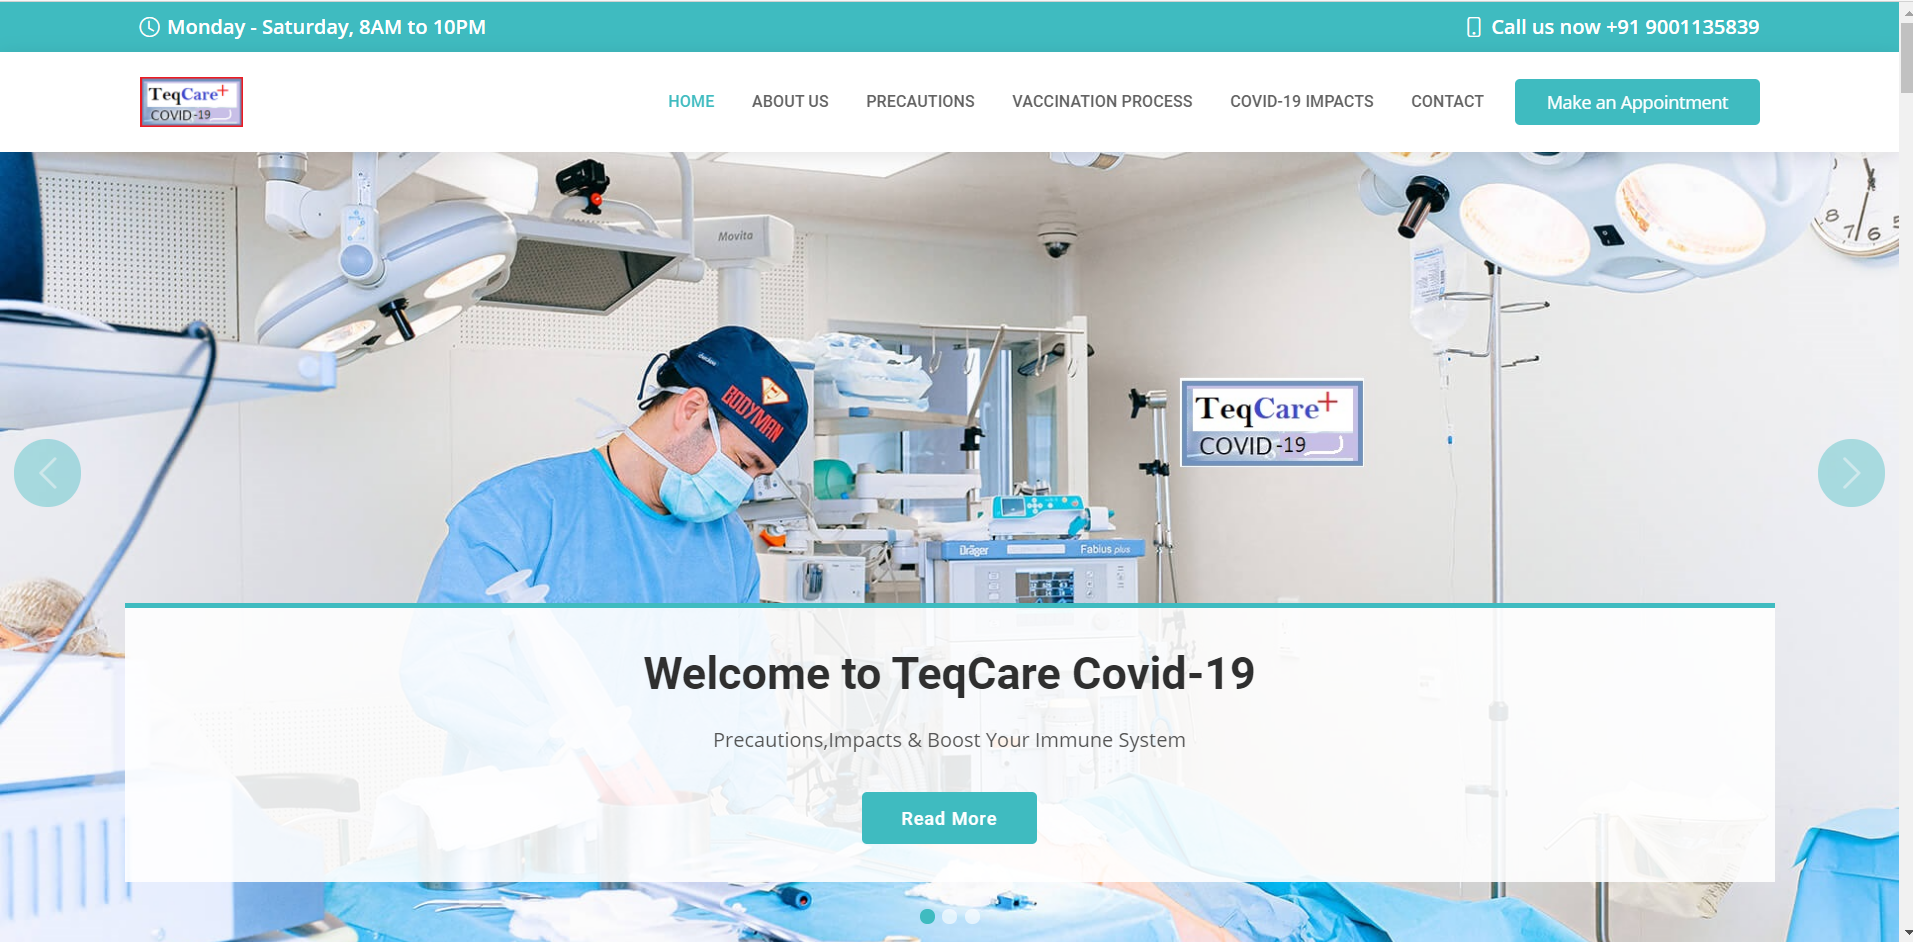 Monday - Saturday, 8AM to 10PM
Call us now +91 9001135839
TeqCare+
COVID-19
HOME
ABOUT US
PRECAUTIONS
VACCINATION PROCESS
COVID-19 IMPACTS
CONTACT
Make an Appointment
Movita
8 7 6 5
BODYMAN
TeqCare+
COVID-19
Dräger
Fabius plus
Welcome to TeqCare Covid-19
Precautions,Impacts & Boost Your Immune System
Read More